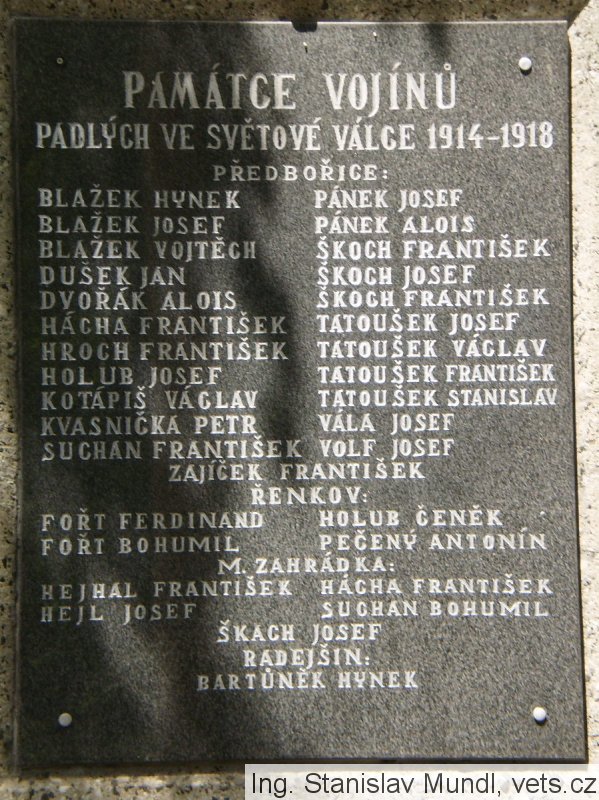 PAMÁTCE VOJÍNŮ
PADLÝCH VE SVĚTOVÉ VÁLCE 1914-1918
PŘEDBOŘICE:
BLAŽEK HYNEK PÁNEK JOSEF
BLAŽEK JOSEF PÁNEK ALOIS
BLAŽEK VOJTĚCH ŠKOCH FRANTIŠEK
DUŠEK JAN ŠKOCH JOSEF
DVOŘÁK ALOIS ŠKOCH FRANTIŠEK
HÁCHA FRANTIŠEK TATOUŠEK JOSEF
HROCH FRANTIŠEK TATOUŠEK VÁCLAV
HOLUB JOSEF TATOUŠEK FRANTIŠEK
KOTÁPIŠ VÁCLAV TATOUŠEK STANISLAV
KVASNIČKA PETR VÁLA JOSEF
SUCHAN FRANTIŠEK VOLF JOSEF
ZAJÍČEK FRANTIŠEK
ŘENKOV:
FOŘT FERDINAND HOLUB ČENĚK
FOŘT BOHUMIL PEČENÝ ANTONÍN
M. ZAHRÁDKA:
HEJHAL FRANTIŠEK HÁCHA FRANTIŠEK
HEJL JOSEF SUCHAN BOHUMIL
ŠKACH JOSEF
RADEJŠIN:
BARTŮNĚK HYNEK
Ing. Stanislav Mundl, vets.cz